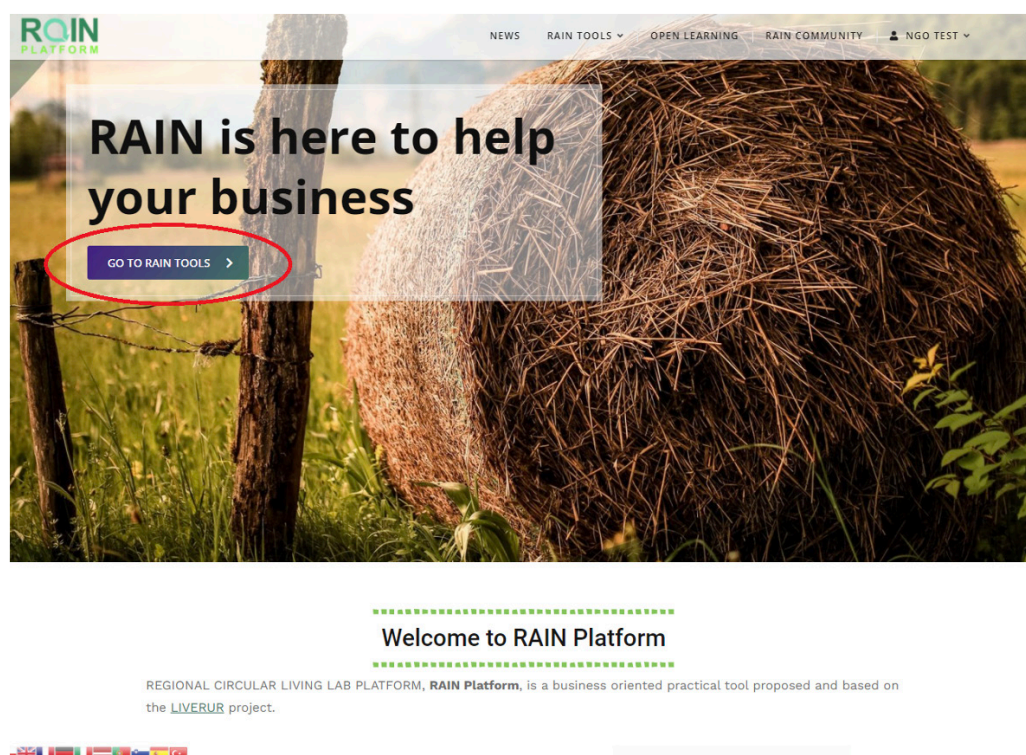 RAIN
PLATFORM
NEWS RAIN TOOLS OPEN LEARNING RAIN COMMUNITY NGO TEST
RAIN is here to help
your business
GO TO RAIN TOOLS
Welcome to RAIN Platform
REGIONAL CIRCULAR LIVING LAB PLATFORM, RAIN Platform, is a business oriented practical tool proposed and based on
the LIVERUR project.